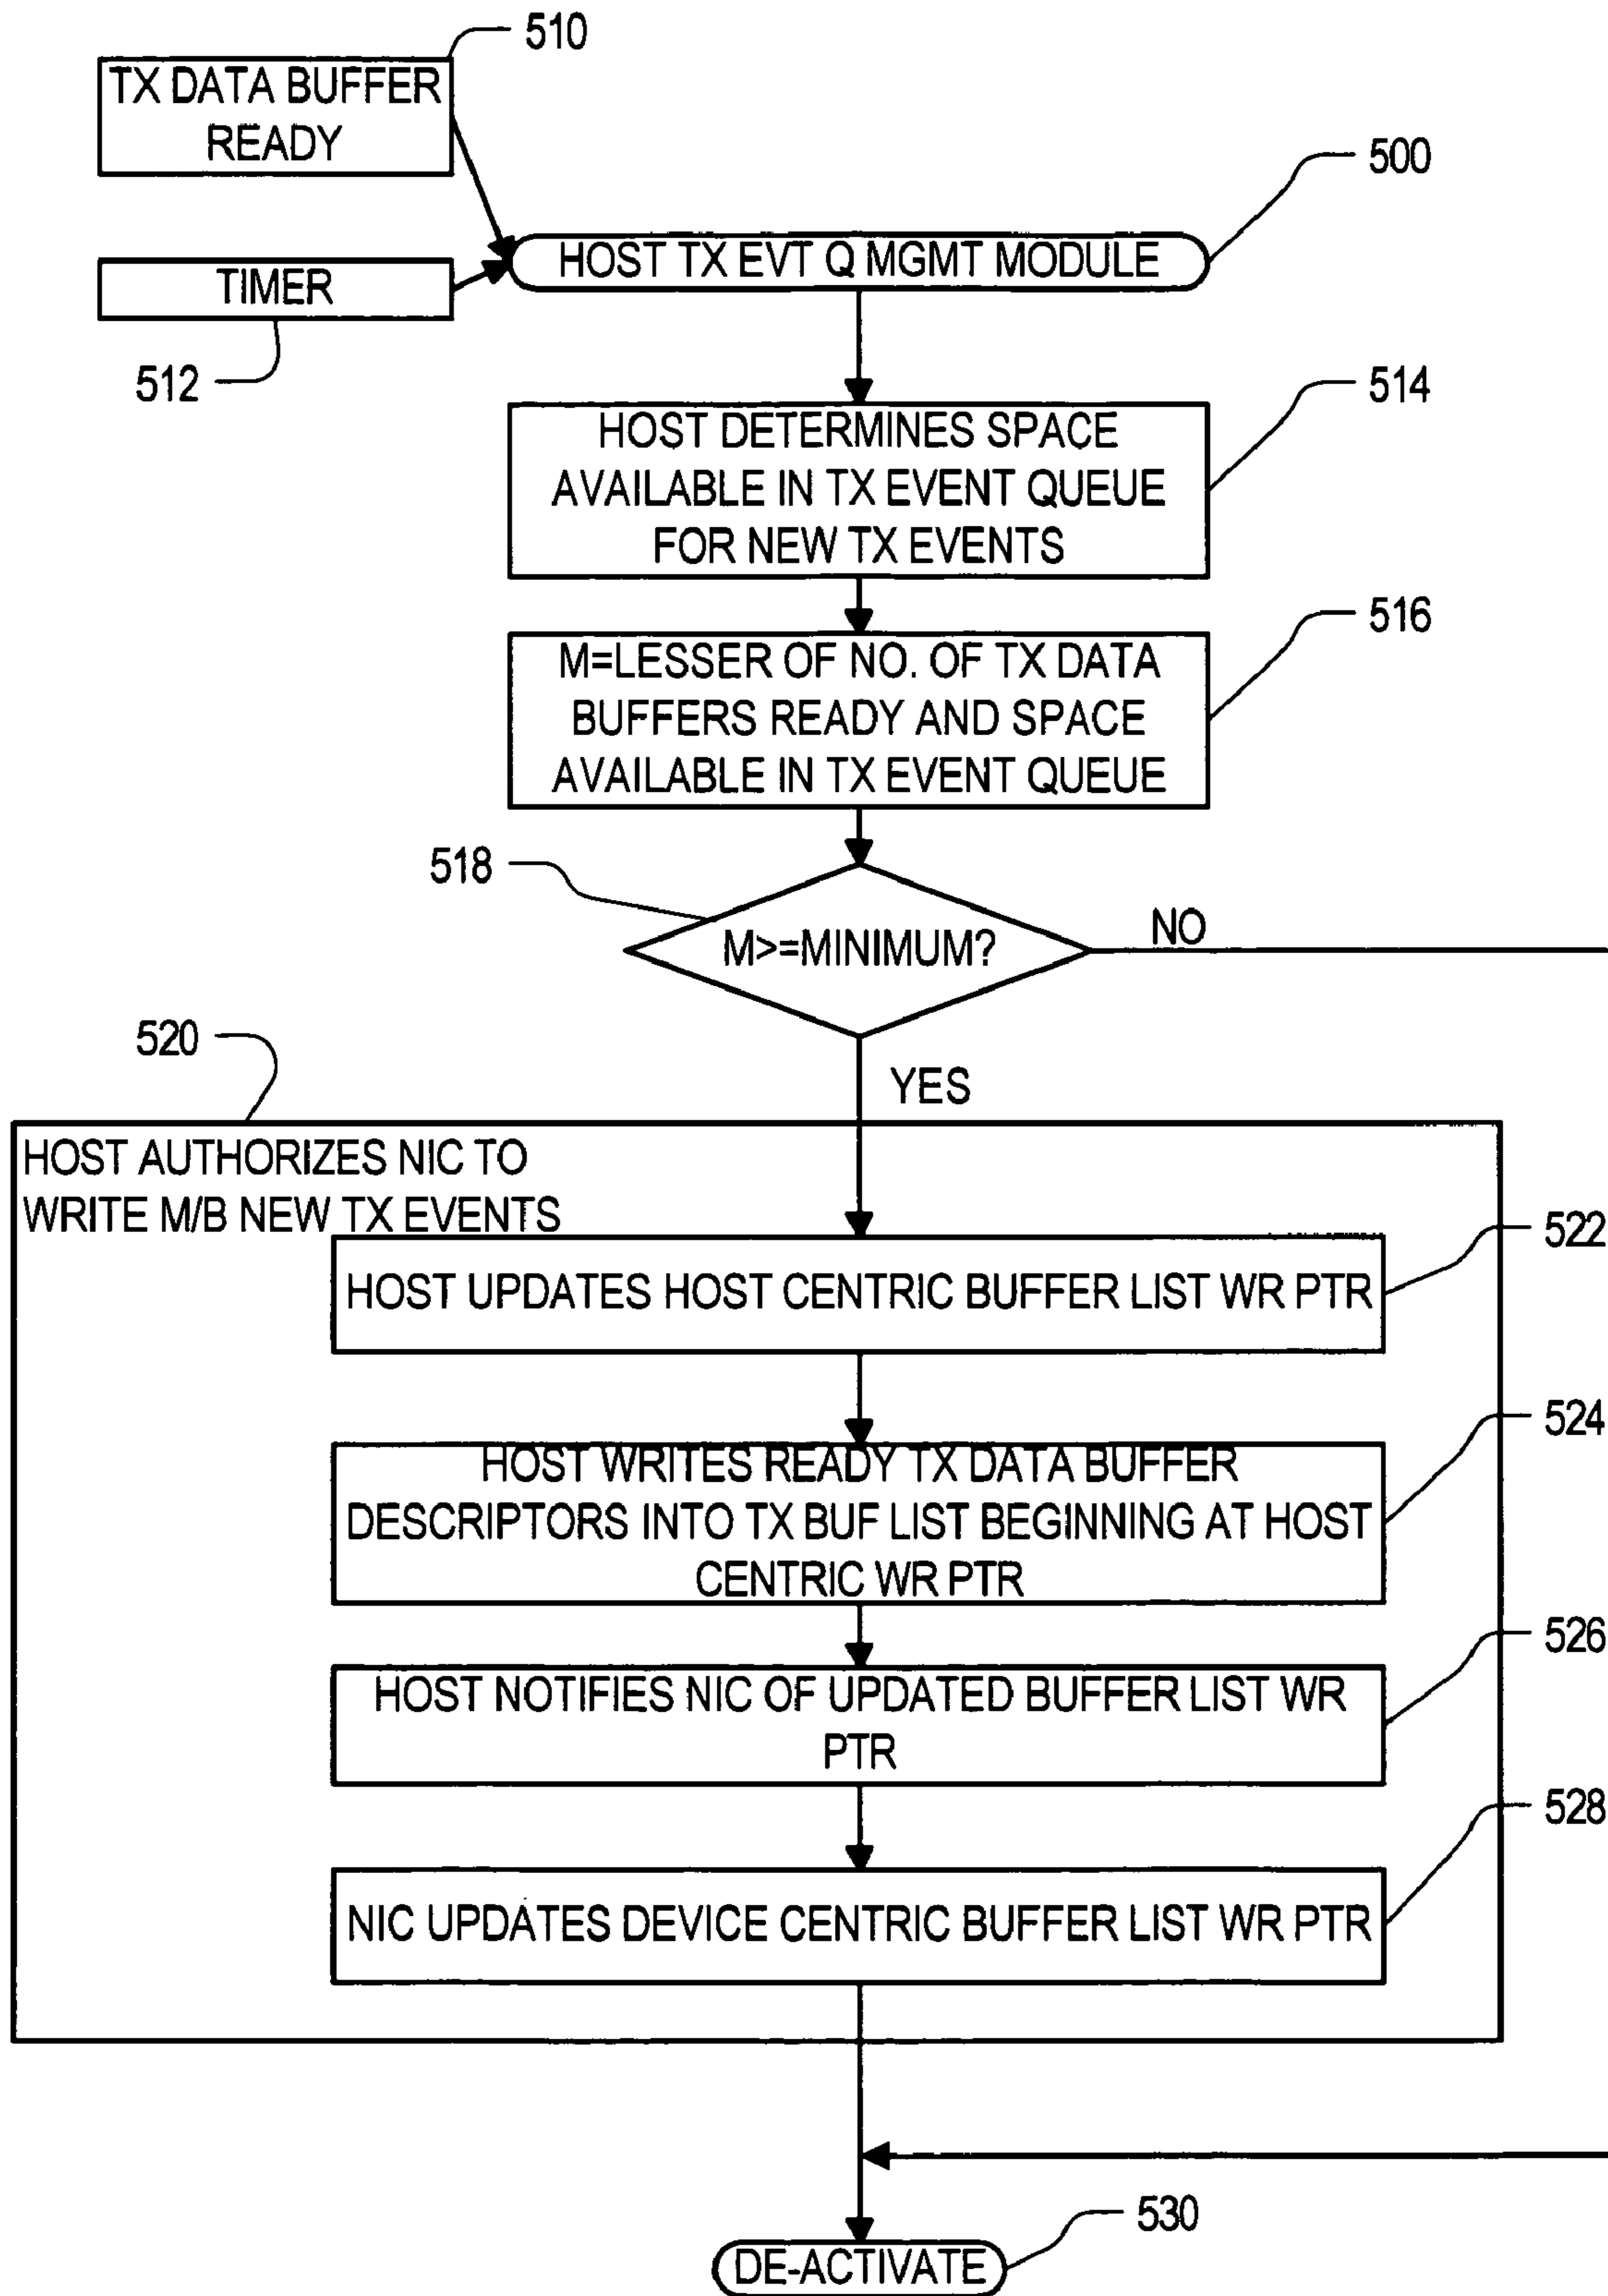 510
TX DATA BUFFER
READY
500
HOST TX EVT Q MGMT MODULE
TIMER
512
514
HOST DETERMINES SPACE
AVAILABLE IN TX EVENT QUEUE
FOR NEW TX EVENTS
516
M=LESSER OF NO. OF TX DATA
BUFFERS READY AND SPACE
AVAILABLE IN TX EVENT QUEUE
518
M>=MINIMUM?
NO
520
YES
HOST AUTHORIZES NIC TO
WRITE M/B NEW TX EVENTS
522
HOST UPDATES HOST CENTRIC BUFFER LIST WR PTR
524
HOST WRITES READY TX DATA BUFFER
DESCRIPTORS INTO TX BUF LIST BEGINNING AT HOST
CENTRIC WR PTR
526
HOST NOTIFIES NIC OF UPDATED BUFFER LIST WR
PTR
528
NIC UPDATES DEVICE CENTRIC BUFFER LIST WR PTR
530
DE-ACTIVATE